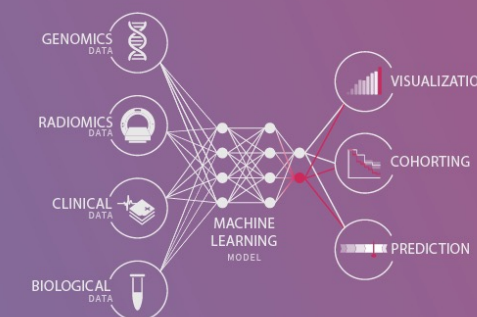 GENOMICS
DATA
RADIOMICS
DATA
CLINICAL
DATA
BIOLOGICAL
DATA
MACHINE
LEARNING
MODEL
VISUALIZATIO
COHORTING
PREDICTION